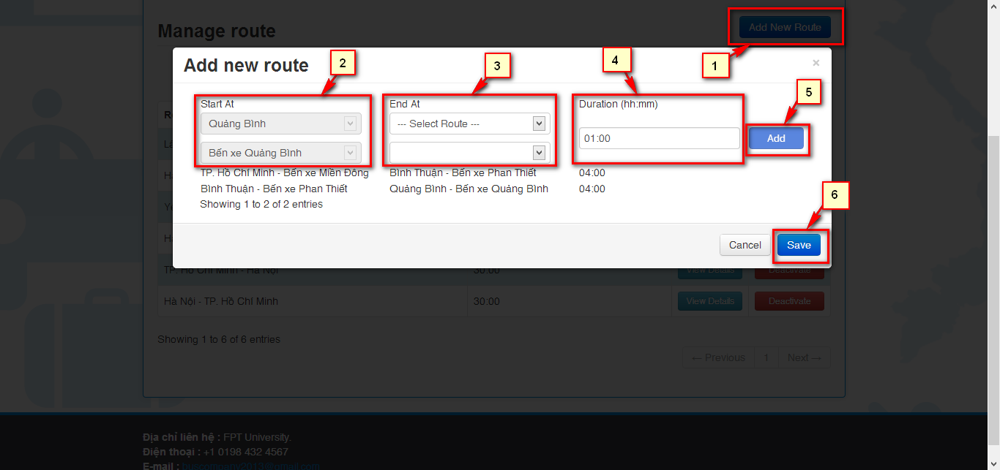 Manage route
Add New Route
Add new route
×
1
2
3
4
5
6
Start At
End At
Duration (hh:mm)
Quảng Bình
--- Select Route ---
01:00
Add
Bến xe Quảng Bình
TP. Hồ Chí Minh - Bến xe Miền Đông
Bình Thuận - Bến xe Phan Thiết
04:00
Bình Thuận - Bến xe Phan Thiết
Quảng Bình - Bến xe Quảng Bình
04:00
Showing 1 to 2 of 2 entries
Cancel
Save
TP. Hồ Chí Minh - Hà Nội
30:00
View Details
Deactivate
Hà Nội - TP. Hồ Chí Minh
30:00
View Details
Deactivate
Showing 1 to 6 of 6 entries
← Previous
1
Next →
Địa chỉ liên hệ : FPT University.
Điện thoại : +1 0198 432 4567
E-mail : buscompany2013@gmail.com